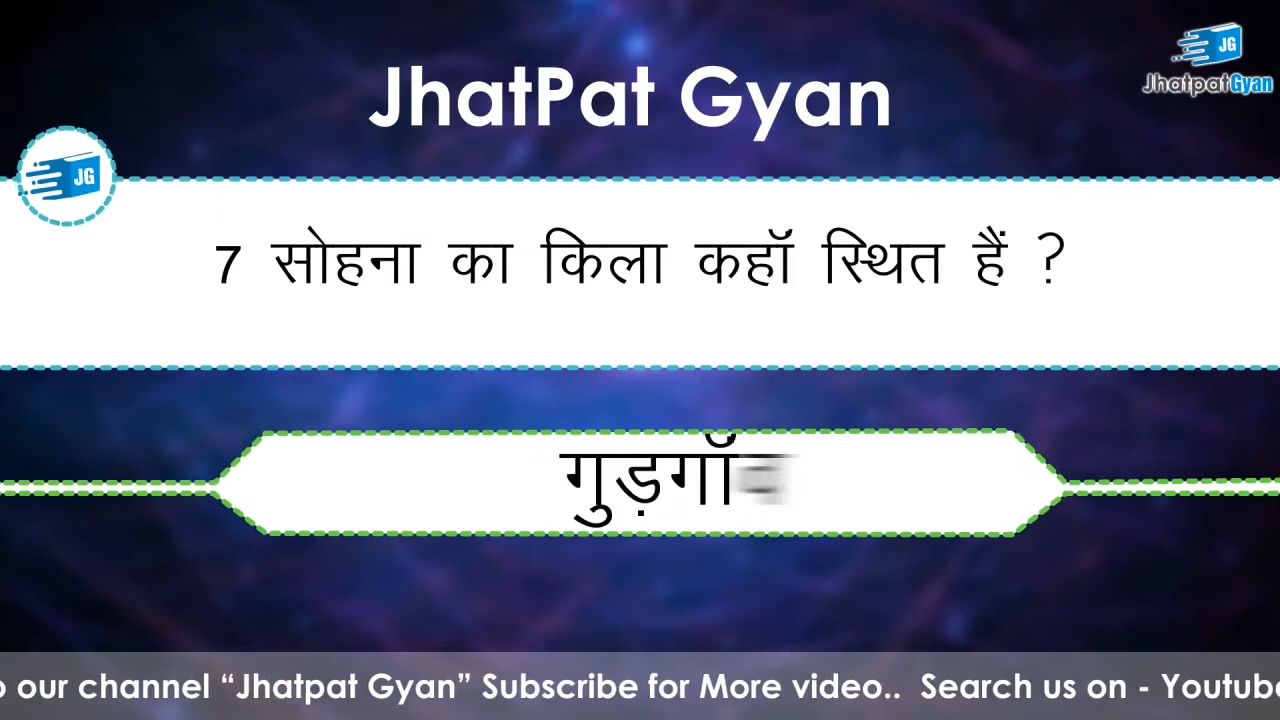 JG
JhatpatGyan
JhatPat Gyan
JG
7 सोहना का किला कहॉ स्थित हैं ?
our channel “Jhatpat Gyan” Subscribe for More video.. Search us on - Youtube